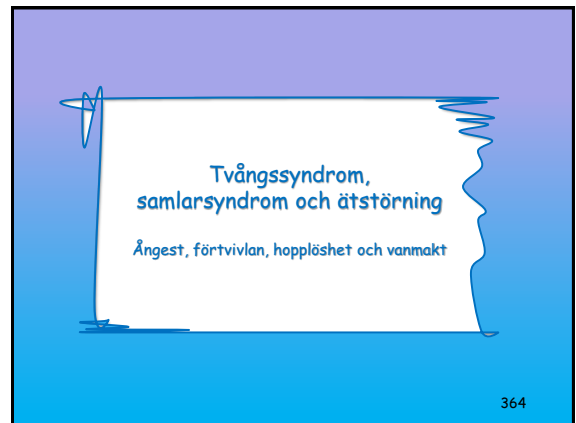 Tvångssyndrom,
samlarsyndrom och ätstörning
Ångest, förtvivlan, hopplöshet och vanmakt
364